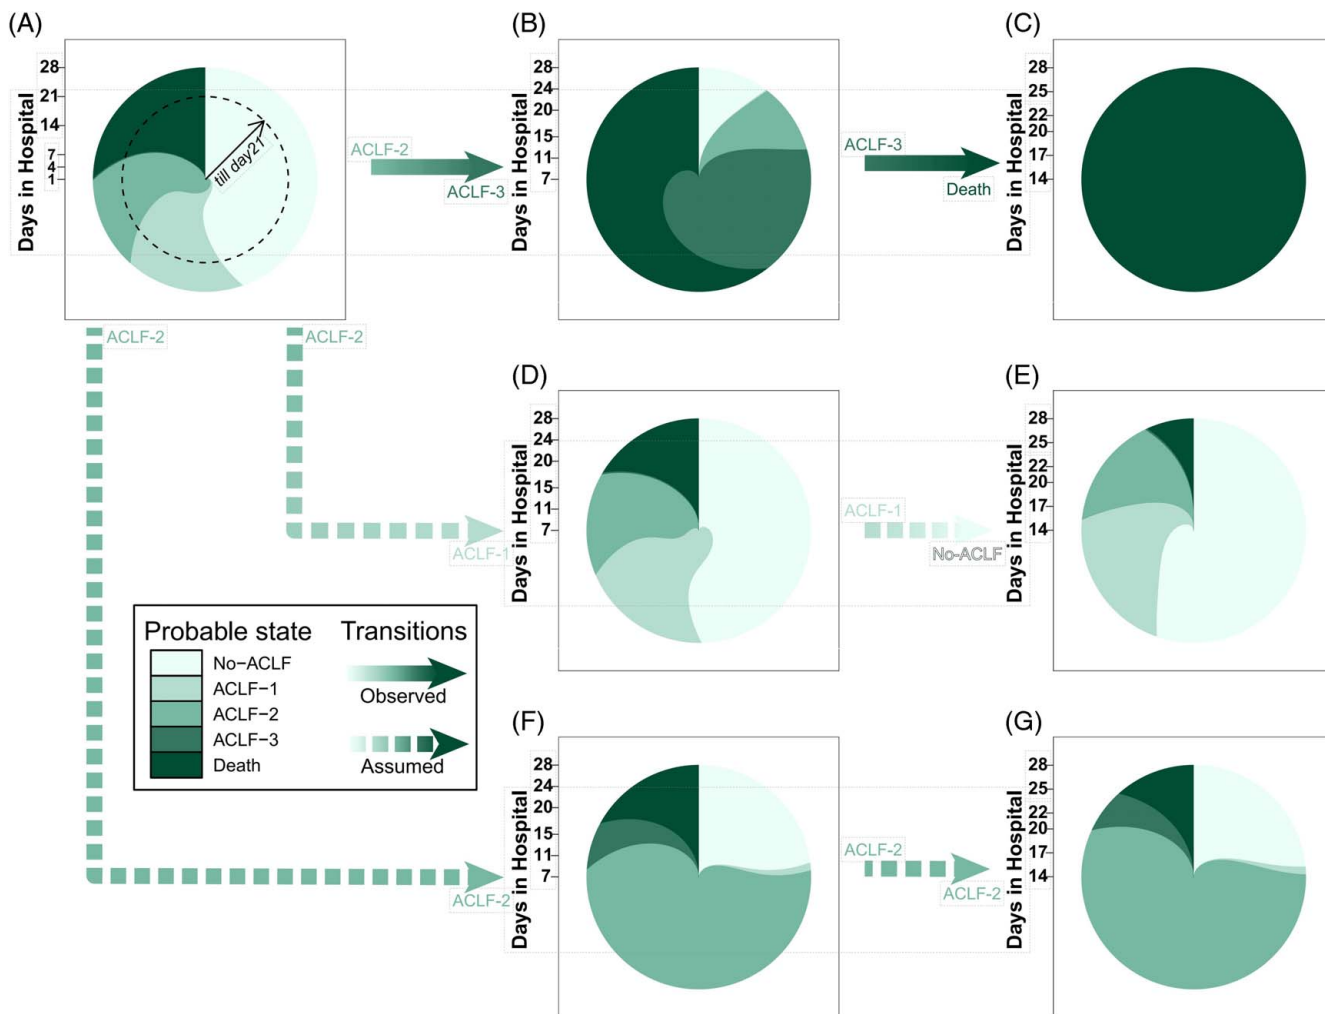 (A)
Days in Hospital
28
21
14
7
4
1
till day21
ACLF-2
ACLF-3
(B)
Days in Hospital
28
24
20
15
11
7
ACLF-3
Death
(C)
Days in Hospital
28
25
22
20
17
14
ACLF-2
ACLF-2
ACLF-1
(D)
Days in Hospital
28
24
20
15
11
7
ACLF-1
No-ACLF
(E)
Days in Hospital
28
25
22
20
17
14
Probable state
No-ACLF
ACLF-1
ACLF-2
ACLF-3
Death
Transitions
Observed
Assumed
ACLF-2
(F)
Days in Hospital
28
24
20
15
11
7
ACLF-2
ACLF-2
(G)
Days in Hospital
28
25
22
20
17
14